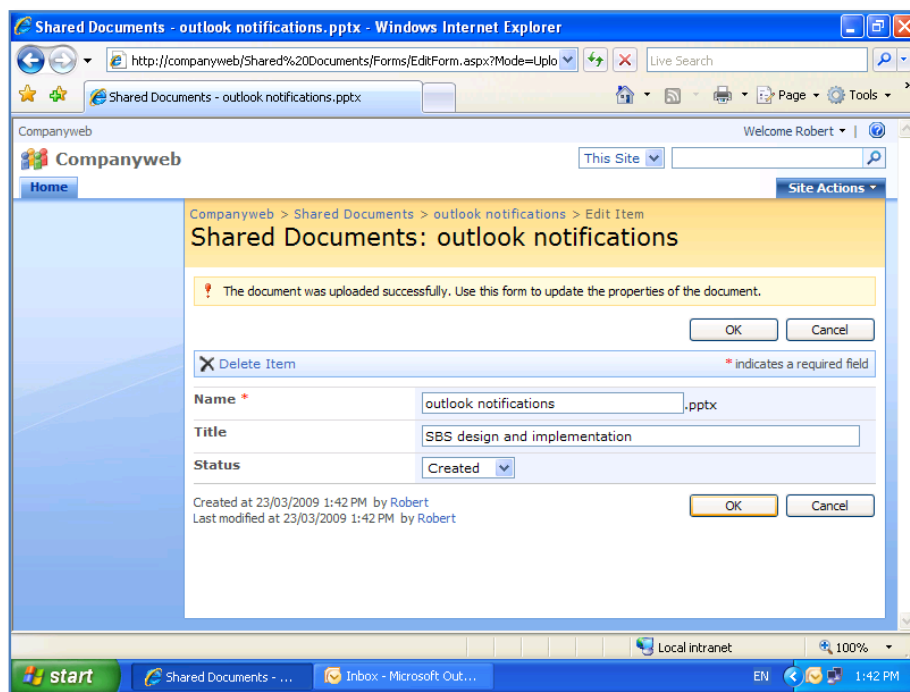 Shared Documents - outlook notifications.pptx - Windows Internet Explorer
http://companyweb/Shared%20Documents/Forms/EditForm.aspx?Mode=Uplo
Live Search
Shared Documents - outlook notifications.pptx
Page
Tools
Companyweb
Welcome Robert
Companyweb
This Site
Home
Site Actions
Companyweb > Shared Documents > outlook notifications > Edit Item
Shared Documents: outlook notifications
The document was uploaded successfully. Use this form to update the properties of the document.
OK Cancel
Delete Item
* indicates a required field
Name *
outlook notifications .pptx
Title
SBS design and implementation
Status
Created
Created at 23/03/2009 1:42 PM by Robert
Last modified at 23/03/2009 1:42 PM by Robert
OK Cancel
Local intranet
100%
start
Shared Documents - ...
Inbox - Microsoft Out...
EN
1:42 PM